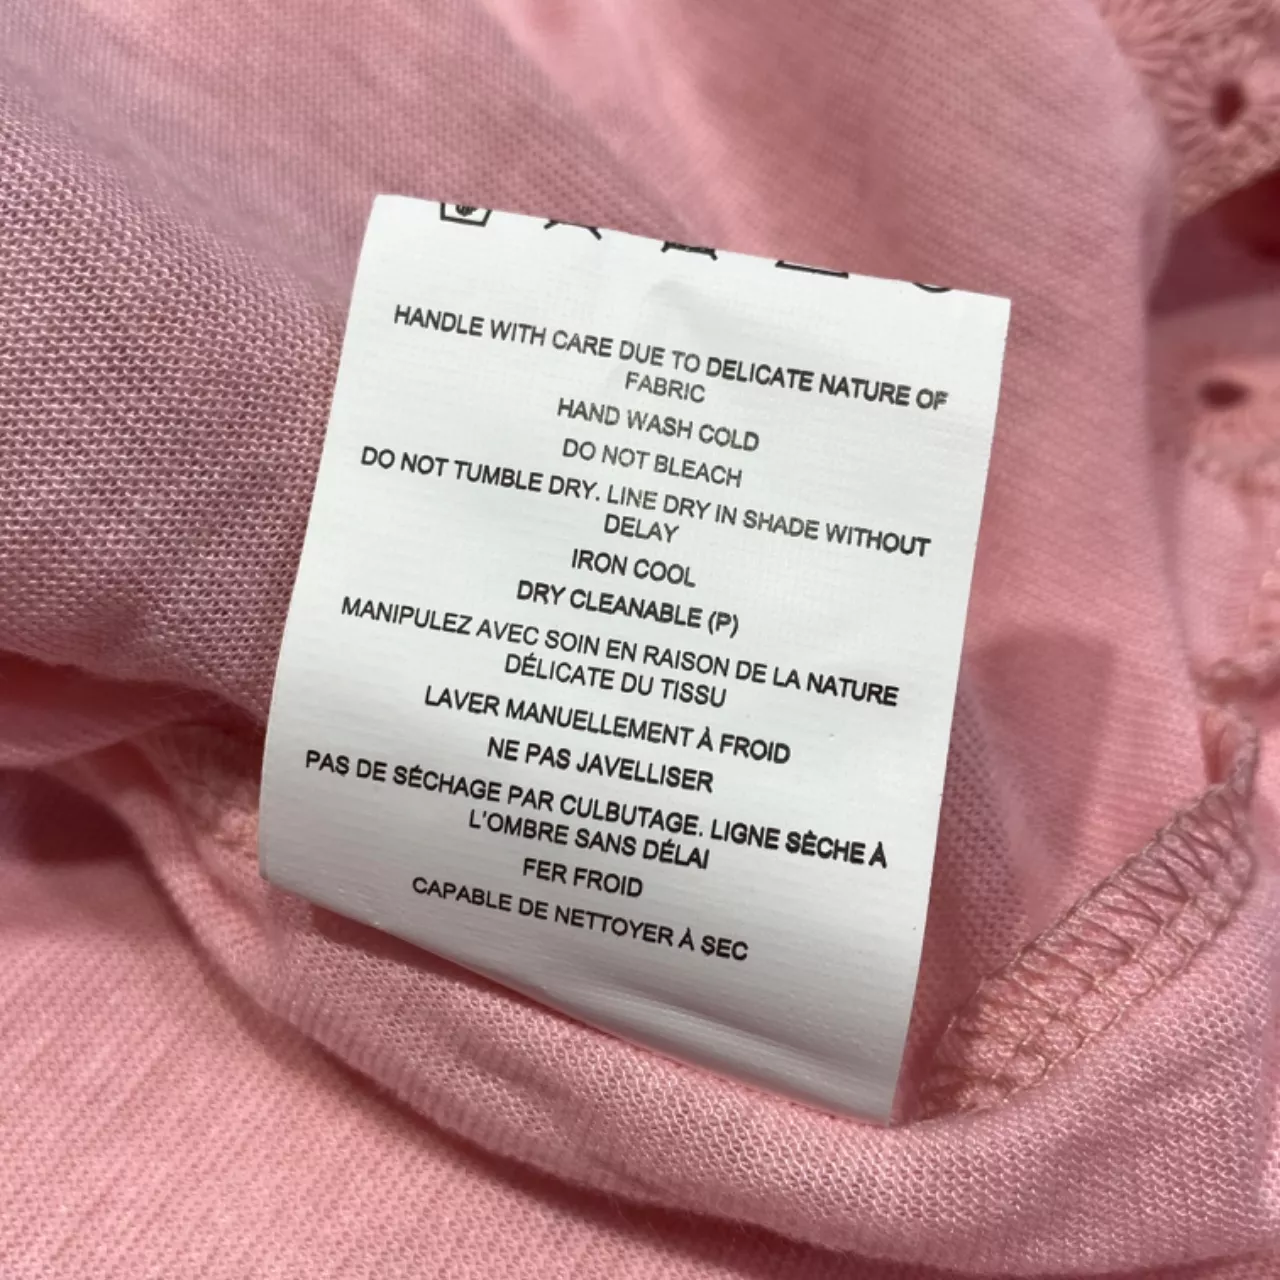 HANDLE WITH CARE DUE TO DELICATE NATURE OF
FABRIC
HAND WASH COLD
DO NOT BLEACH
DO NOT TUMBLE DRY. LINE DRY IN SHADE WITHOUT
DELAY
IRON COOL
DRY CLEANABLE (P)
MANIPULEZ AVEC SOIN EN RAISON DE LA NATURE
DÉLICATE DU TISSU
LAVER MANUELLEMENT À FROID
NE PAS JAVELLISER
PAS DE SÉCHAGE PAR CULBUTAGE. LIGNE SÈCHE À
L'OMBRE SANS DÉLAI
FER FROID
CAPABLE DE NETTOYER À SEC